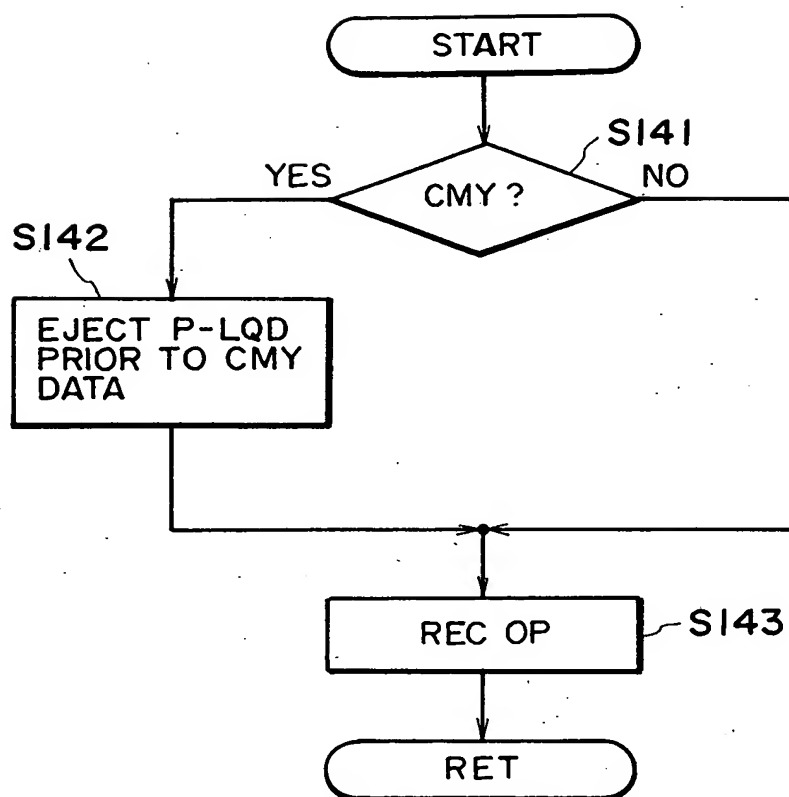 START
S141
YES
CMY?
NO
S142
EJECT P-LQD
PRIOR TO CMY
DATA
REC OP
S143
RET